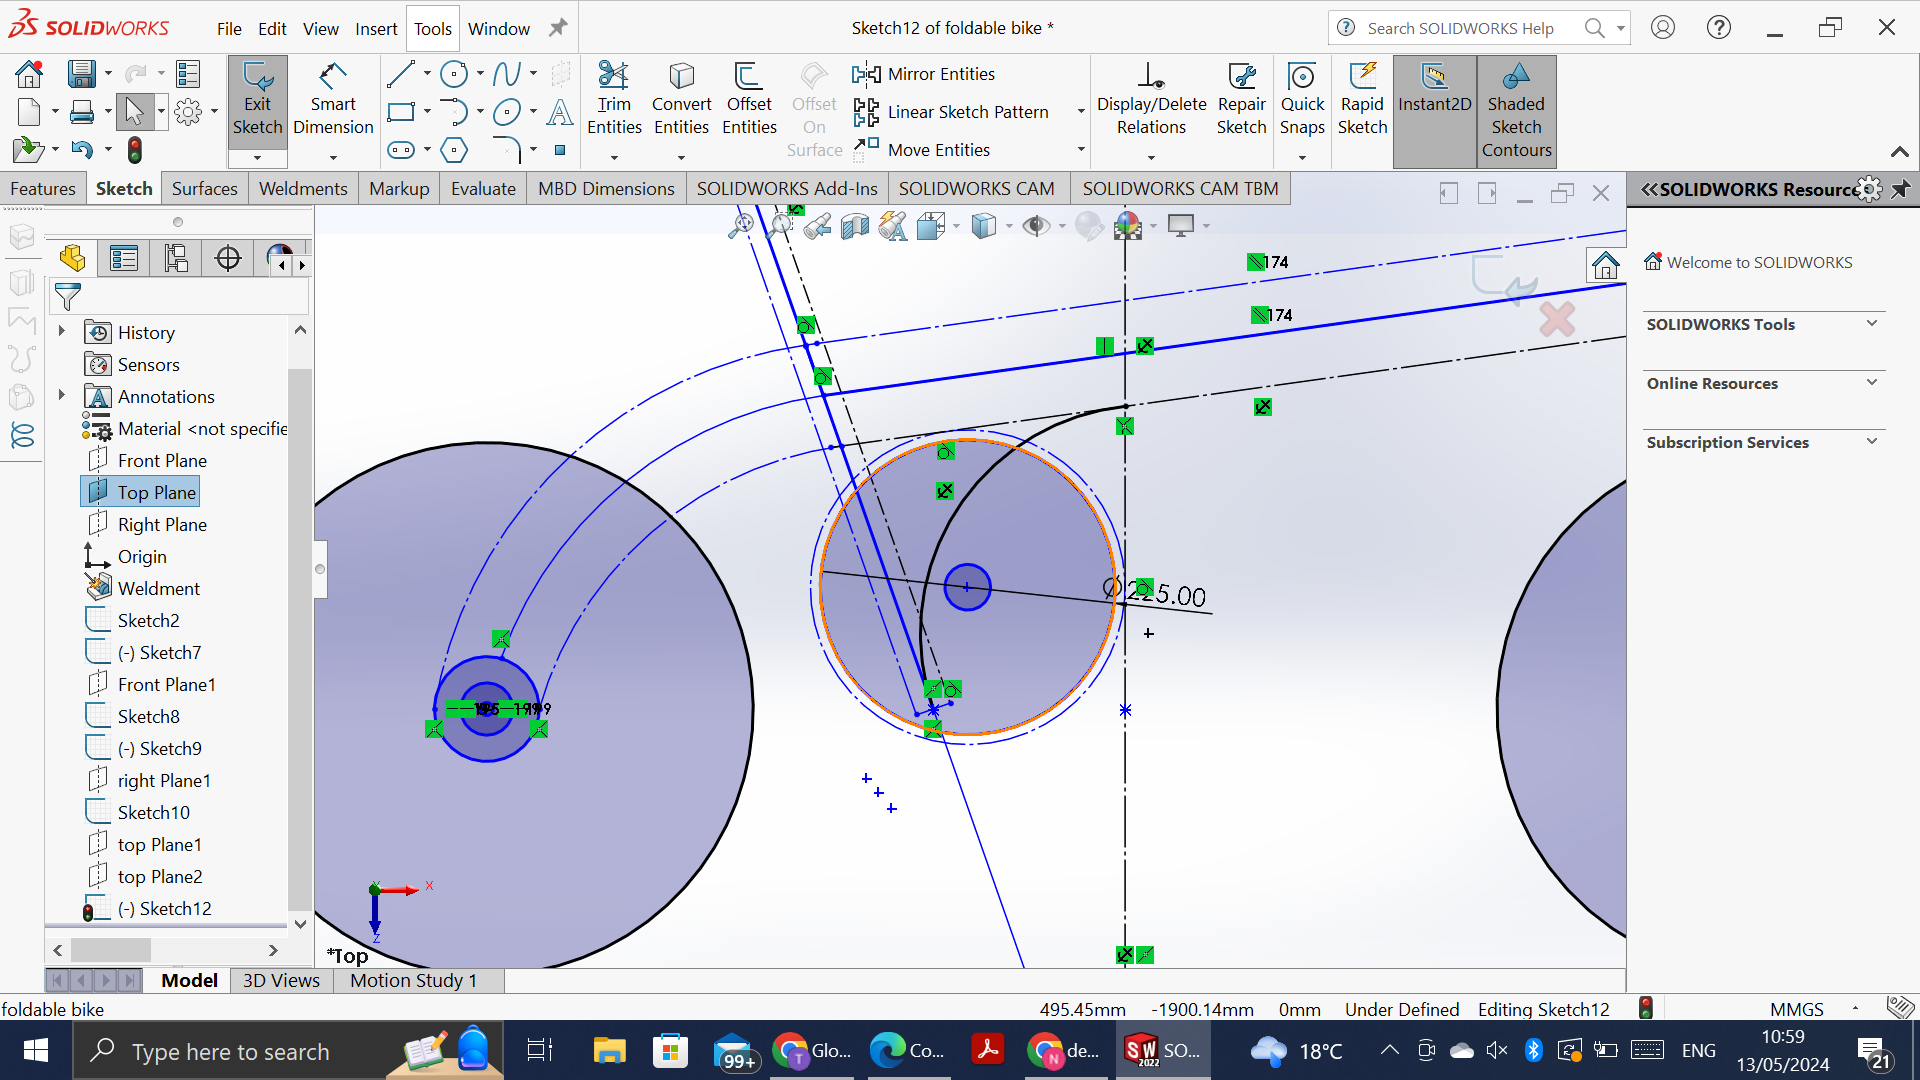 SOLIDWORKS
File Edit View Insert Tools Window
Sketch12 of foldable bike *
Search SOLIDWORKS Help
Exit Sketch
Smart Dimension
Trim Entities
Convert Entities
Offset Entities
Offset On Surface
Mirror Entities
Linear Sketch Pattern
Move Entities
Display/Delete Relations
Repair Sketch
Quick Snaps
Rapid Sketch
Instant2D
Shaded Sketch Contours
Features Sketch Surfaces Weldments Markup Evaluate MBD Dimensions SOLIDWORKS Add-Ins SOLIDWORKS CAM SOLIDWORKS CAM TBM
SOLIDWORKS Resource
Welcome to SOLIDWORKS
SOLIDWORKS Tools
Online Resources
Subscription Services
History
Sensors
Annotations
Material <not specifie
Front Plane
Top Plane
Right Plane
Origin
Weldment
Sketch2
(-) Sketch7
Front Plane1
Sketch8
(-) Sketch9
right Plane1
Sketch10
top Plane1
top Plane2
(-) Sketch12
174
174
X
Z
*Top
Model 3D Views Motion Study 1
foldable bike
495.45mm -1900.14mm 0mm Under Defined Editing Sketch12 MMGS
Type here to search
99+
Glo...
Co...
de...
SO...
SW 2022
T
N
18°C
ENG
10:59
13/05/2024
21